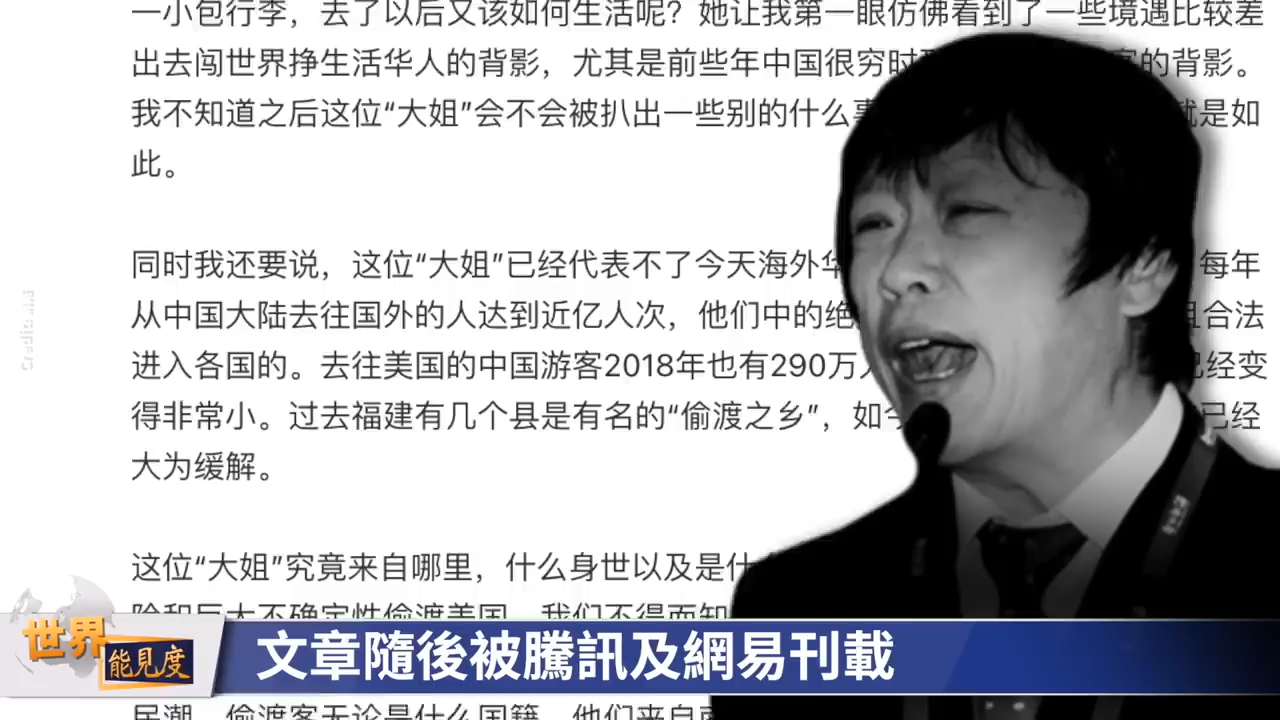 一小包行李，去了以后又该如何生活呢？她让我第一眼仿佛看到了一些境遇比较差
出去闯世界挣生活华人的背影，尤其是前些年中国很穷时 的背影。
我不知道之后这位“大姐”会不会被扒出一些别的什么 就是如
此。
同时我还要说，这位“大姐”已经代表不了今天海外华 每年
从中国大陆去往国外的人达到近亿人次，他们中的绝 且合法
进入各国的。去往美国的中国游客2018年也有290万 已经变
得非常小。过去福建有几个县是有名的“偷渡之乡”，如今 已经
大为缓解。
这位“大姐”究竟来自哪里，什么身世以及是什
险和巨大不确定性偷渡美国，我们不得而知
世界
能見度
文章隨後被騰訊及網易刊載
民潮，偷渡客无论是什么国籍，他们来自